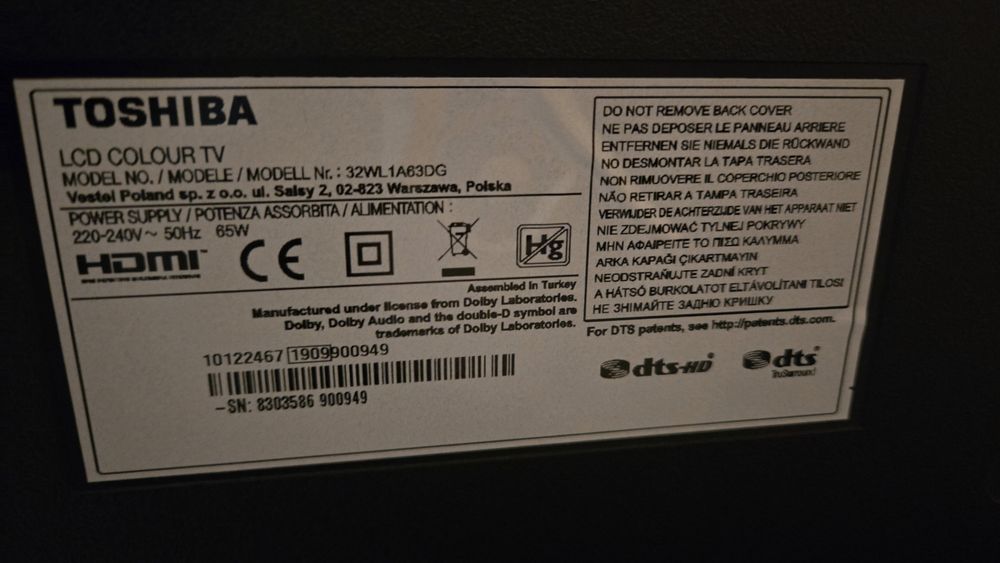 TOSHIBA
LCD COLOUR TV
MODEL NO. / MODELE / MODELL Nr. : 32WL1A63DG
Vestel Poland sp. z o.o. ul. Salsy 2, 02-823 Warszawa, Polska
POWER SUPPLY / POTENZA ASSORBITA / ALIMENTATION :
220-240V ~ 50Hz 65W
HDMI™
CE
Hg
Assembled in Turkey
Manufactured under license from Dolby Laboratories.
Dolby, Dolby Audio and the double-D symbol are
trademarks of Dolby Laboratories.
10122467 1909900949
-SN: 8303586 900949
DO NOT REMOVE BACK COVER
NE PAS DEPOSER LE PANNEAU ARRIERE
ENTFERNEN SIE NIEMALS DIE RÜCKWAND
NO DESMONTAR LA TAPA TRASERA
NON RIMUOVERE IL COPERCHIO POSTERIORE
NÃO RETIRAR A TAMPA TRASEIRA
VERWIJDER DE ACHTERZIJDE VAN HET APPARAAT NIET
NIE ZDEJMOWAĆ TYLNEJ POKRYWY
ΜΗΝ ΑΦΑΙΡΕΙΤΕ ΤΟ ΠΙΣΩ ΚΑΛΥΜΜΑ
ARKA KAPAĞI ÇIKARTMAYIN
NEODSTRAŇUJTE ZADNÍ KRYT
A HÁTSÓ BURKOLATOT ELTÁVOLÍTANI TILOS!
НЕ ЗНІМАЙТЕ ЗАДНЮ КРИШКУ
For DTS patents, see http://patents.dts.com.
dts-HD
dts
TruSurround